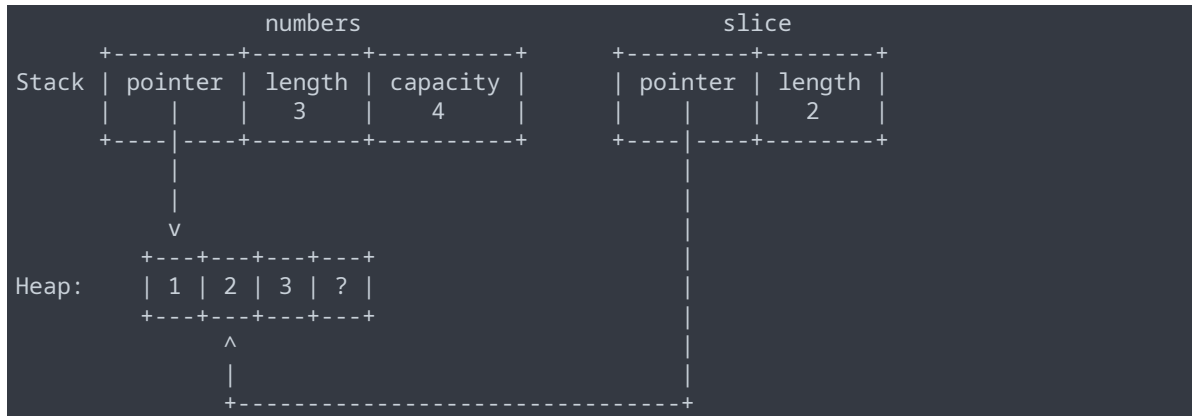 numbers                             slice
       +---------+--------+----------+       +---------+--------+
Stack | pointer | length | capacity |       | pointer | length |
       |    |    |   3    |    4     |       |    |    |   2    |
       +----|----+--------+----------+       +----|----+--------+
            |                                     |
            |                                     |
            v                                     |
          +---+---+---+---+                       |
Heap:     | 1 | 2 | 3 | ? |                       |
          +---+---+---+---+                       |
                ^                                 |
                |                                 |
                +---------------------------------+